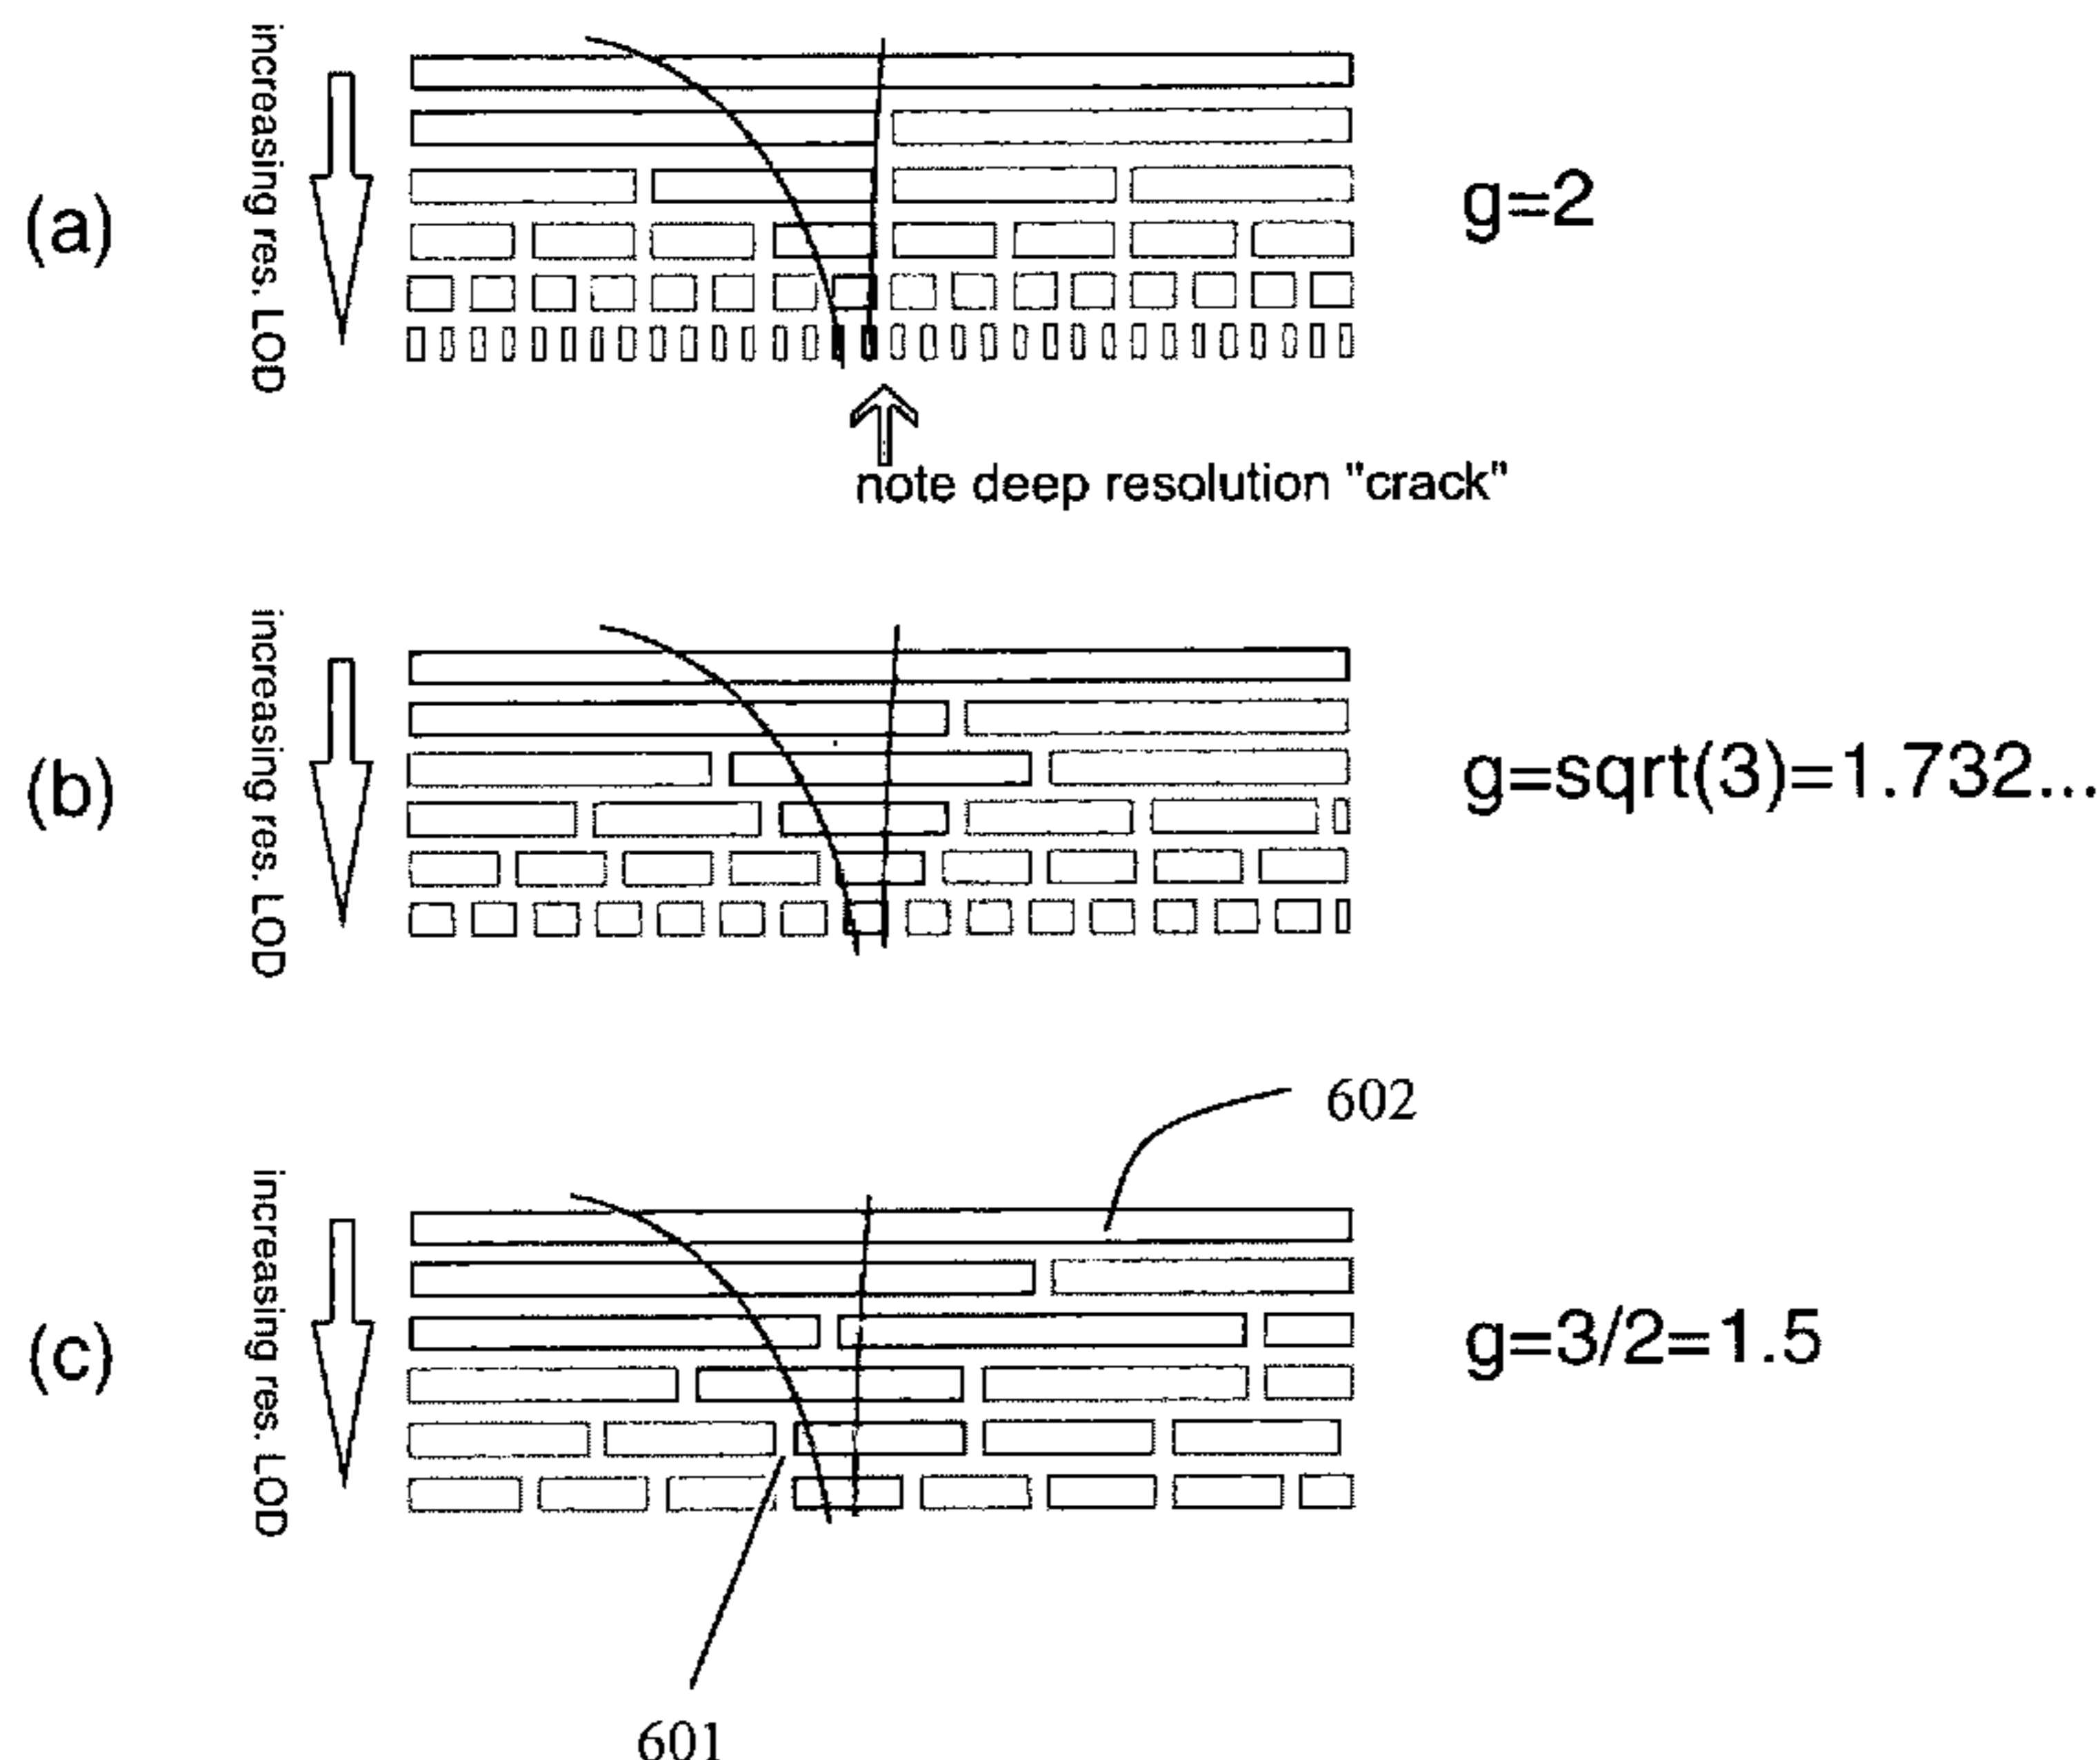 (a)
increasing res. LOD
g=2
note deep resolution "crack"
(b)
increasing res. LOD
g=sqrt(3)=1.732...
602
(c)
increasing res. LOD
g=3/2=1.5
601